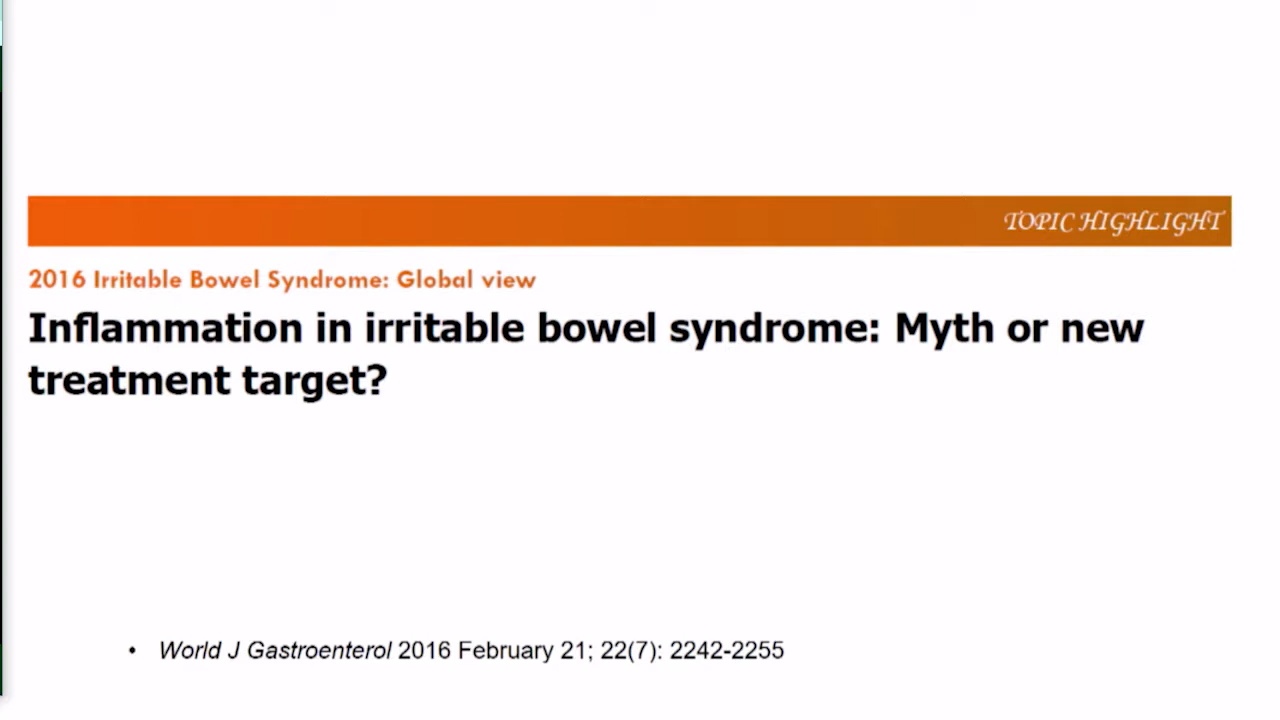 TOPIC HIGHLIGHT
2016 Irritable Bowel Syndrome: Global view
Inflammation in irritable bowel syndrome: Myth or new
treatment target?
• World J Gastroenterol 2016 February 21; 22(7): 2242-2255